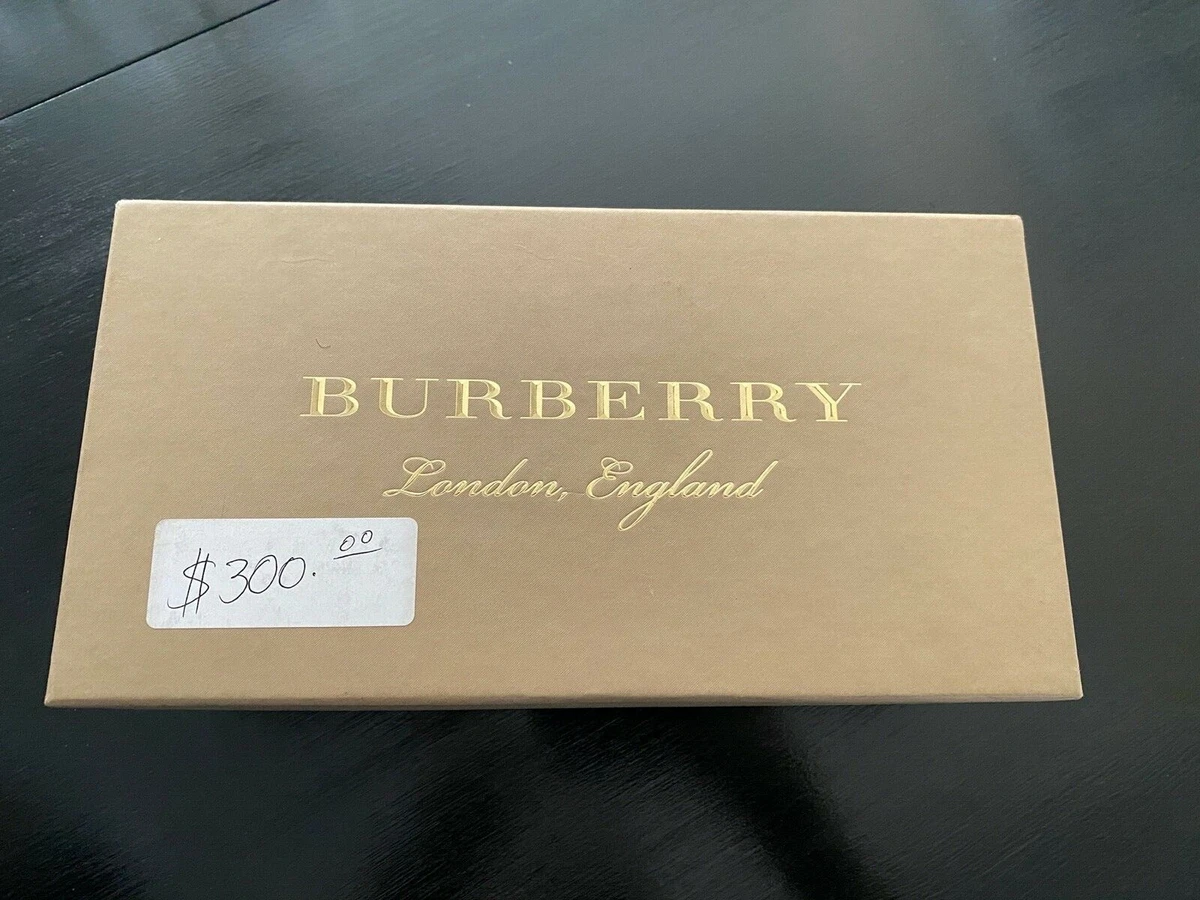 BURBERRY
London, England
$300.00